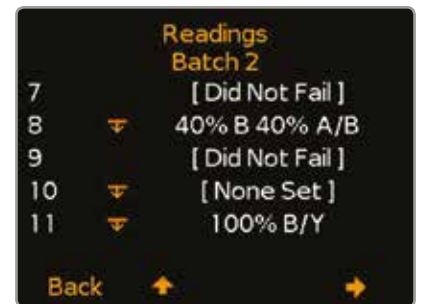 Readings
Batch 2
7 [ Did Not Fail ]
8 40% B 40% A/B
9 [ Did Not Fail ]
10 [ None Set ]
11 100% B/Y
Back